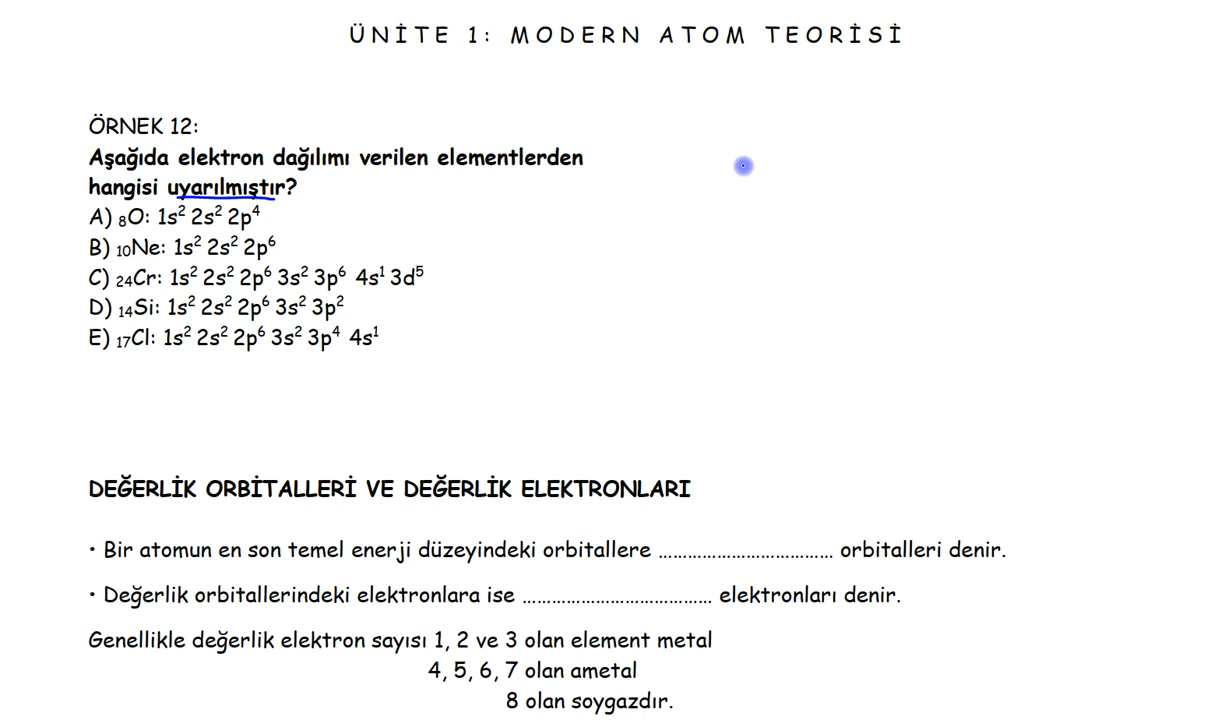 ÜNİTE 1: MODERN ATOM TEORİSİ
ÖRNEK 12:
Aşağıda elektron dağılımı verilen elementlerden
hangisi uyarılmıştır?
A) ₈O: 1s² 2s² 2p⁴
B) ₁₀Ne: 1s² 2s² 2p⁶
C) ₂₄Cr: 1s² 2s² 2p⁶ 3s² 3p⁶ 4s¹ 3d⁵
D) ₁₄Si: 1s² 2s² 2p⁶ 3s² 3p²
E) ₁₇Cl: 1s² 2s² 2p⁶ 3s² 3p⁴ 4s¹
DEĞERLİK ORBİTALLERİ VE DEĞERLİK ELEKTRONLARI
• Bir atomun en son temel enerji düzeyindeki orbitallere .................................... orbitalleri denir.
• Değerlik orbitallerindeki elektronlara ise ....................................... elektronları denir.
Genellikle değerlik elektron sayısı 1, 2 ve 3 olan element metal
4, 5, 6, 7 olan ametal
8 olan soygazdır.